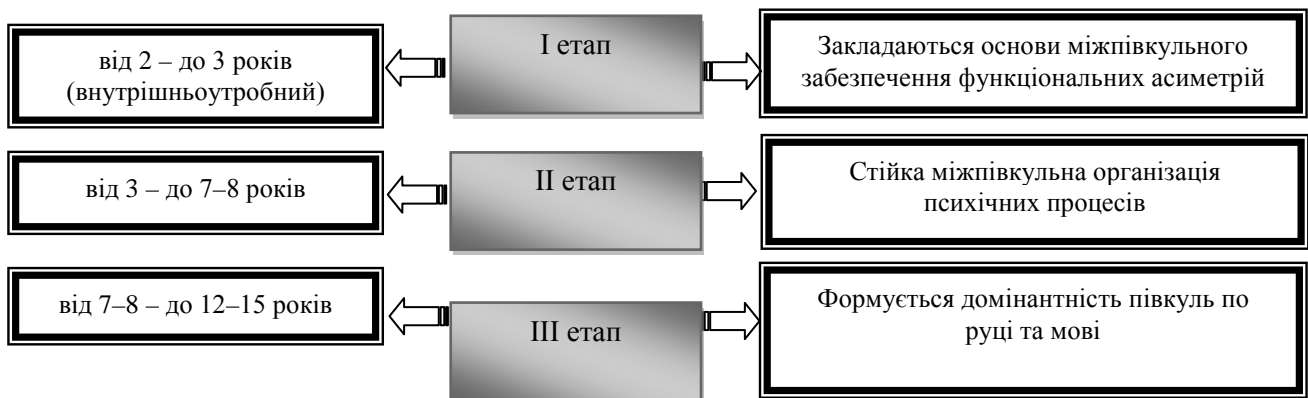 від 2 – до 3 років
(внутрішньоутробний)
І етап
Закладаються основи міжпівкульного
забезпечення функціональних асиметрій
від 3 – до 7–8 років
ІІ етап
Стійка міжпівкульна організація
психічних процесів
від 7–8 – до 12–15 років
ІІІ етап
Формується домінантність півкуль по
руці та мові